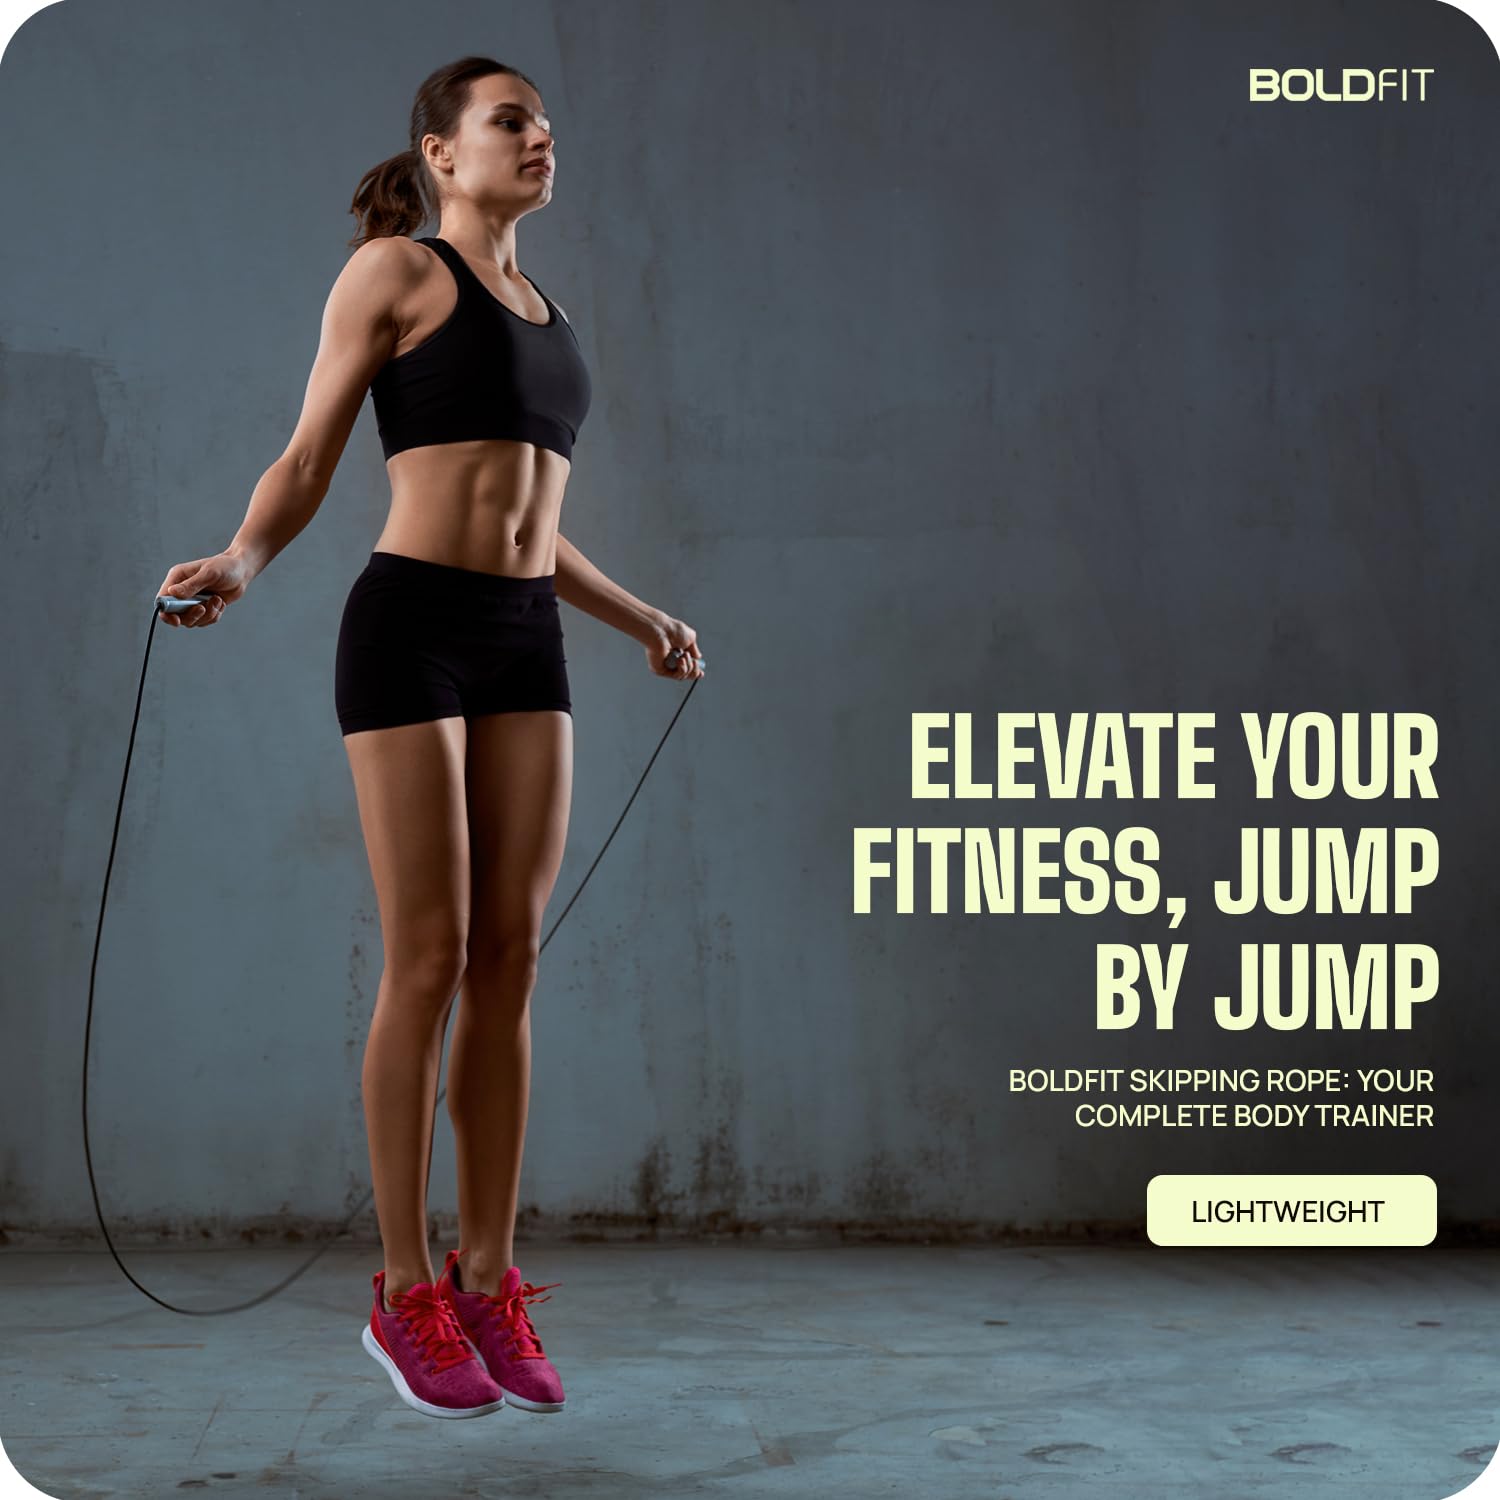 BOLDFIT
ELEVATE YOUR
FITNESS, JUMP
BY JUMP
BOLDFIT SKIPPING ROPE: YOUR
COMPLETE BODY TRAINER
LIGHTWEIGHT